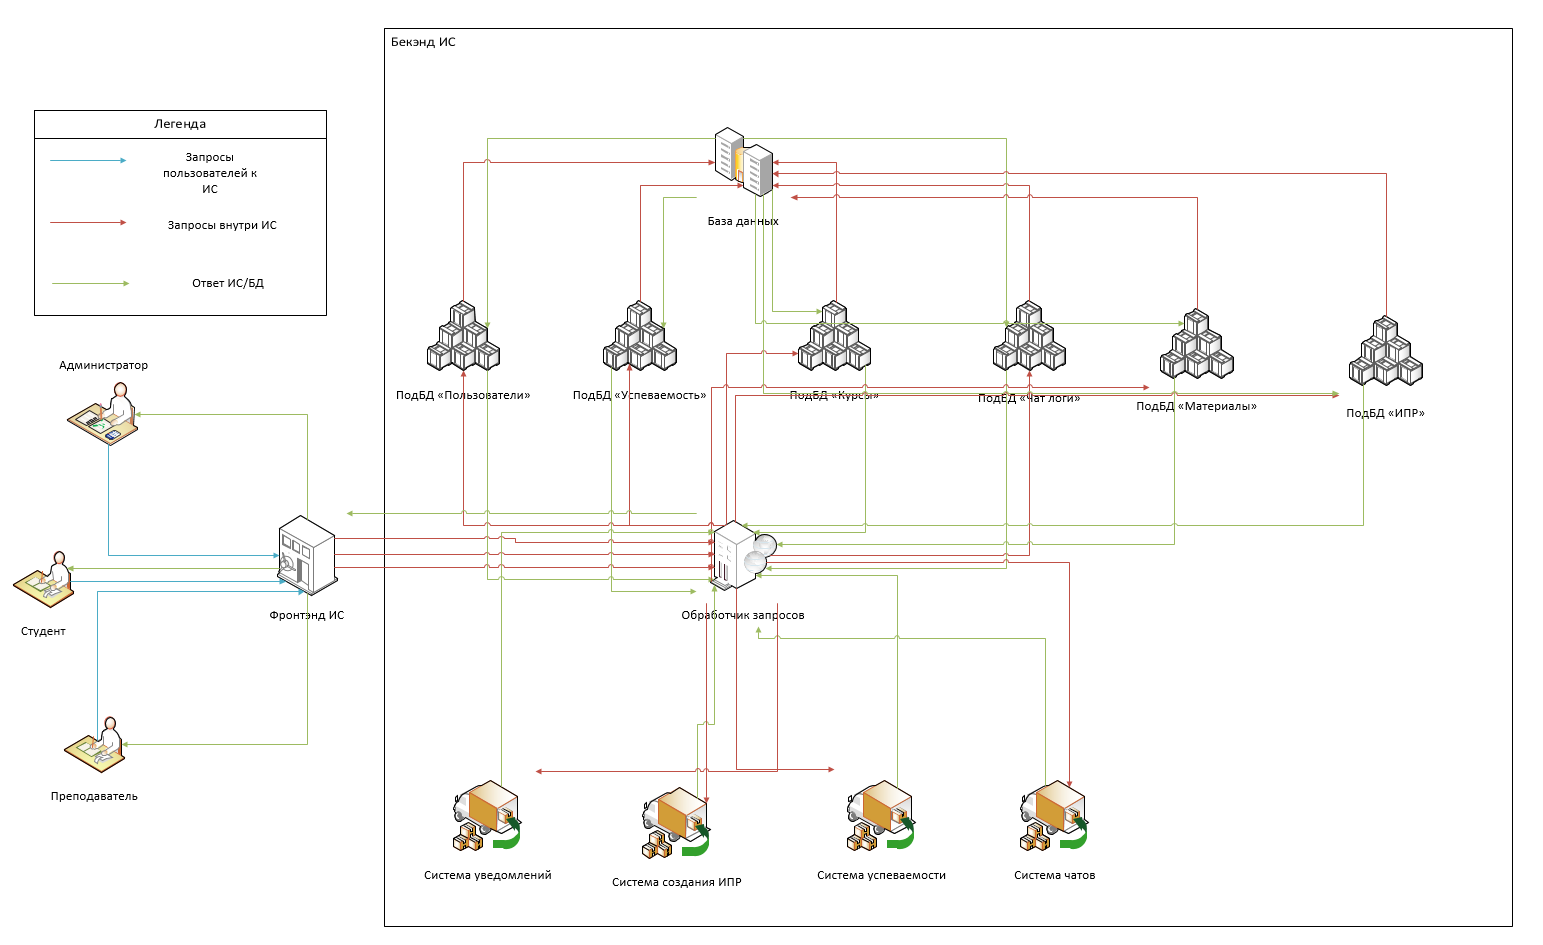 Бекэнд ИС
Легенда
Запросы
пользователей к
ИС
Запросы внутри ИС
Ответ ИС/БД
База данных
Администратор
ПодБД «Пользователи»
ПодБД «Успеваемость»
ПодБД «Курсы»
ПодБД «Чат логи»
ПодБД «Материалы»
ПодБД «ИПР»
Студент
Фронтэнд ИС
Обработчик запросов
Преподаватель
Система уведомлений
Система создания ИПР
Система успеваемости
Система чатов